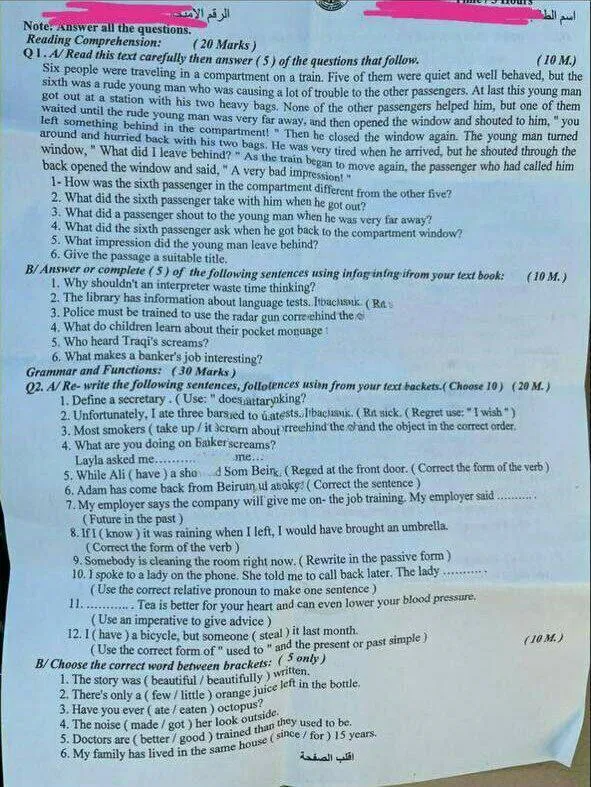 الرقم
اسم
Hours
Note: Answer all the questions.
Reading Comprehension: ( 20 Marks )
Q1. A/ Read this text carefully then answer ( 5 ) of the questions that follow. ( 10 M.)
Six people were traveling in a compartment on a train. Five of them were quiet and well behaved, but the
sixth was a rude young man who was causing a lot of trouble to the other passengers. At last this young man
got out at a station with his two heavy bags. None of the other passengers helped him, but one of them
waited until the rude young man was very far away, and then opened the window and shouted to him, " you
left something behind in the compartment! " Then he closed the window again. The young man turned
around and hurried back with his two bags. He was very tired when he arrived, but he shouted through the
window, " What did I leave behind? " As the train began to move again, the passenger who had called him
back opened the window and said, " A very bad impression! "
1- How was the sixth passenger in the compartment different from the other five?
2. What did the sixth passenger take with him when he got out?
3. What did a passenger shout to the young man when he was very far away?
4. What did the sixth passenger ask when he got back to the compartment window?
5. What impression did the young man leave behind?
6. Give the passage a suitable title.
B/ Answer or complete ( 5 ) of the following sentences using from your text book: ( 10 M. )
1. Why shouldn't an interpreter waste time thinking?
2. The library has information about language tests.
3. Police must be trained to use the radar gun
4. What do children learn about their pocket
5. Who heard Traqi's screams?
6. What makes a banker's job interesting?
Grammar and Functions: ( 30 Marks )
Q2. A/ Re- write the following sentences, from your text ( Choose 10 ) ( 20 M. )
1. Define a secretary . ( Use: " does
2. Unfortunately, I ate three sick. ( Regret use: " I wish " )
3. Most smokers ( take up / it and the object in the correct order.
4. What are you doing on screams?
Layla asked me.......... me...
5. While Ali ( have ) a at the front door. ( Correct the form of the verb )
6. Adam has come back from ( Correct the sentence )
7. My employer says the company will give me on- the job training. My employer said ..........
( Future in the past )
8. If I ( know ) it was raining when I left, I would have brought an umbrella.
( Correct the form of the verb )
9. Somebody is cleaning the room right now. ( Rewrite in the passive form )
10. I spoke to a lady on the phone. She told me to call back later. The lady ...........
( Use the correct relative pronoun to make one sentence )
11. ............ . Tea is better for your heart and can even lower your blood pressure.
( Use an imperative to give advice )
12. I ( have ) a bicycle, but someone ( steal ) it last month.
( Use the correct form of " used to " and the present or past simple )
B/ Choose the correct word between brackets: ( 5 only ) ( 10 M. )
1. The story was ( beautiful / beautifully ) written.
2. There's only a ( few / little ) orange juice left in the bottle.
3. Have you ever ( ate / eaten ) octopus?
4. The noise ( made / got ) her look outside.
5. Doctors are ( better / good ) trained than they used to be.
6. My family has lived in the same house ( since / for ) 15 years.
اقلب الصفحة